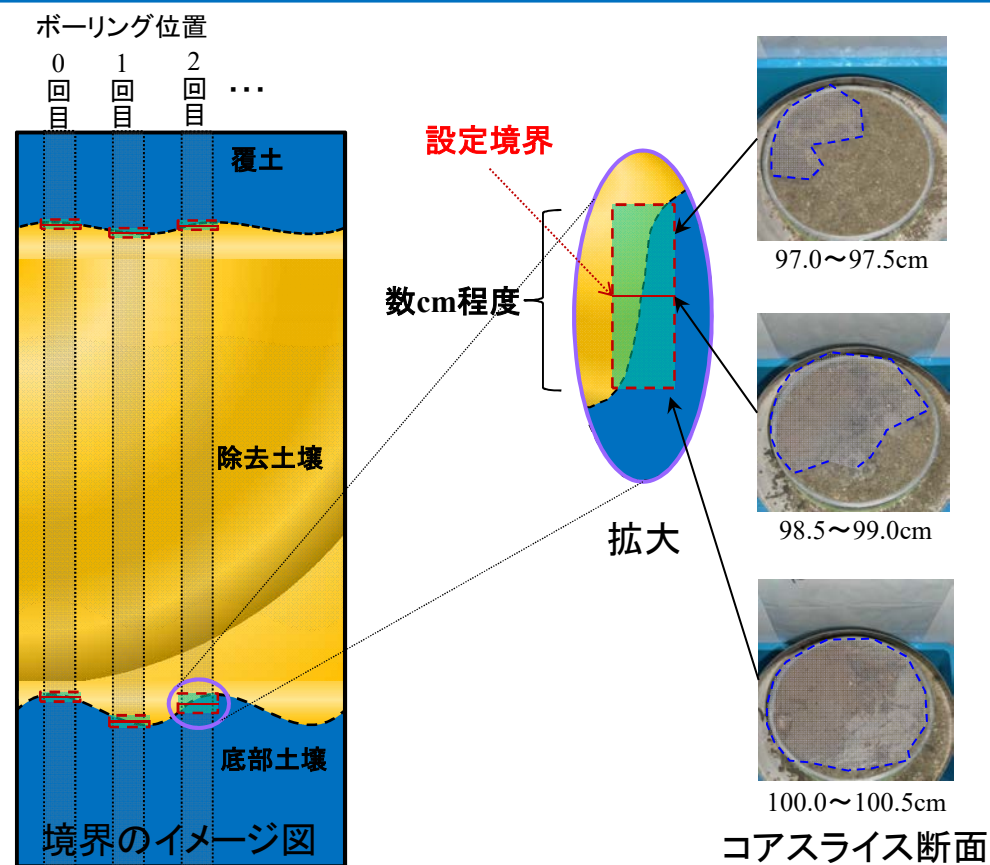 ボーリング位置
0回目
1回目
2回目
…
覆土
除去土壌
底部土壌
境界のイメージ図
設定境界
数cm程度
拡大
97.0～97.5cm
98.5～99.0cm
100.0～100.5cm
コアスライス断面